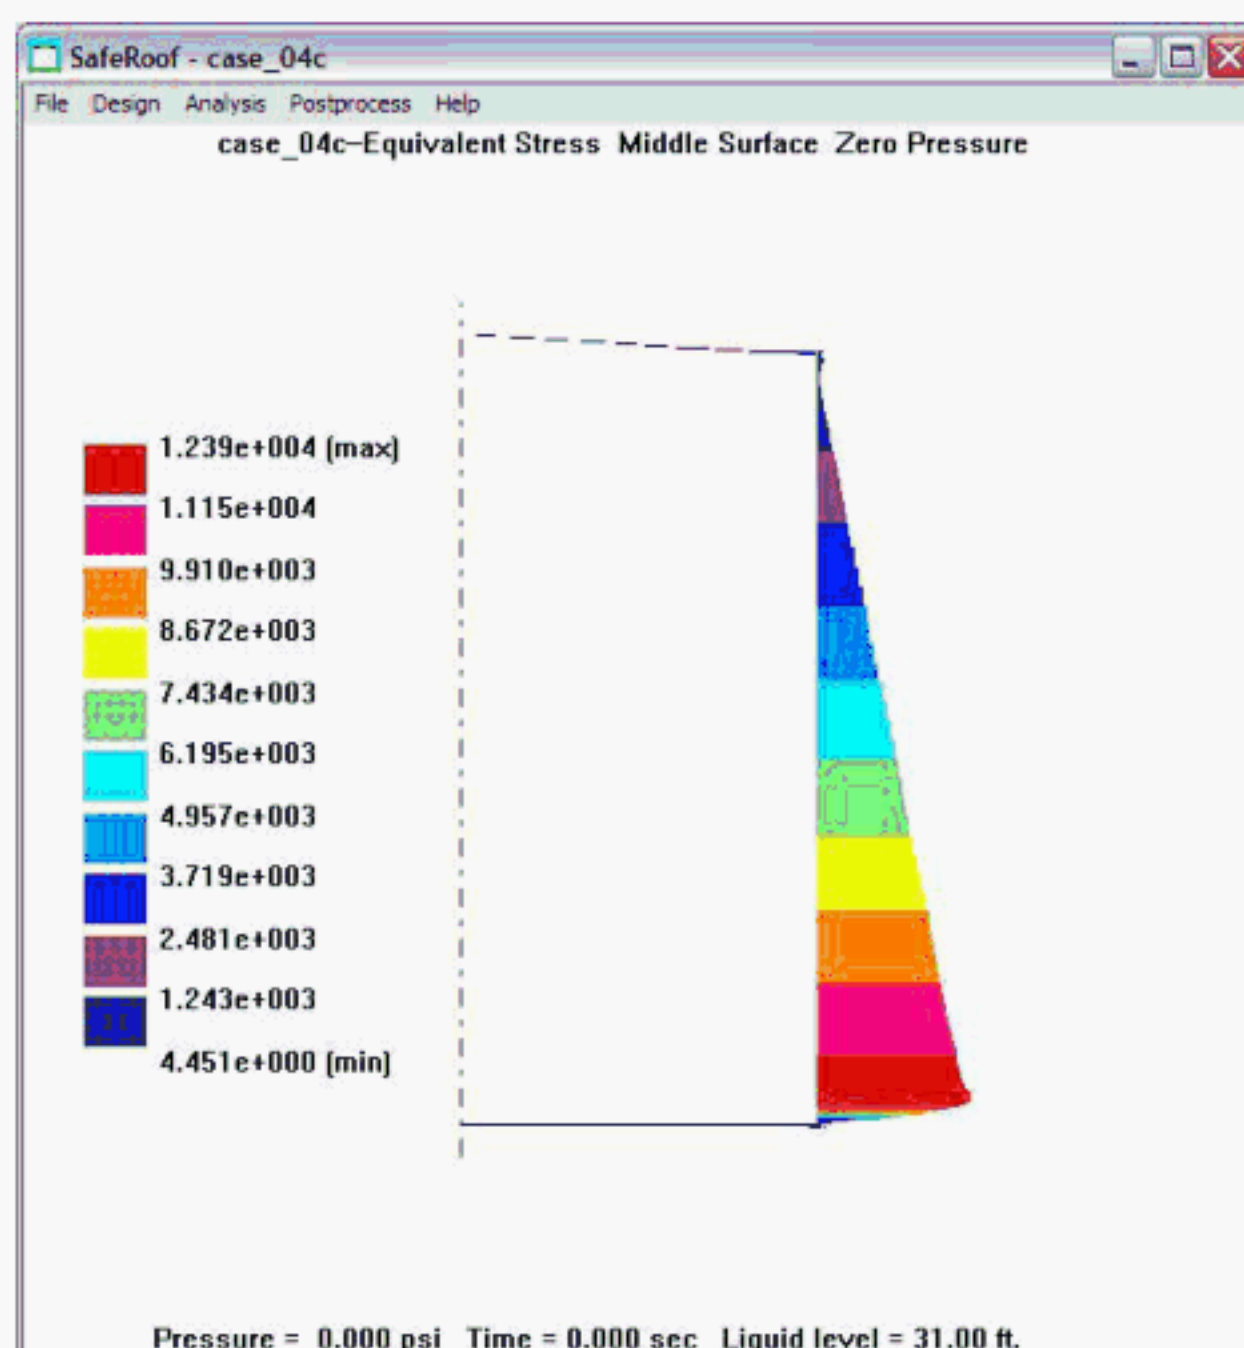 SafeRoof - case_04c
File Design Analysis Postprocess Help
case_04c-Equivalent Stress Middle Surface Zero Pressure
1.239e+004 (max)
1.115e+004
9.910e+003
8.672e+003
7.434e+003
6.195e+003
4.957e+003
3.719e+003
2.481e+003
1.243e+003
4.451e+000 (min)
Pressure = 0.000 psi Time = 0.000 sec Liquid level = 31.00 ft.